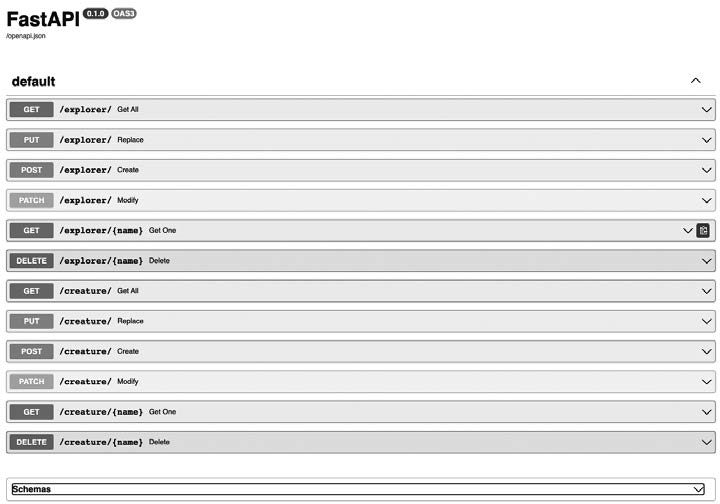 FastAPI 0.1.0 OAS3
/openapi.json
default
GET /explorer/ Get All
PUT /explorer/ Replace
POST /explorer/ Create
PATCH /explorer/ Modify
GET /explorer/{name} Get One
DELETE /explorer/{name} Delete
GET /creature/ Get All
PUT /creature/ Replace
POST /creature/ Create
PATCH /creature/ Modify
GET /creature/{name} Get One
DELETE /creature/{name} Delete
Schemas